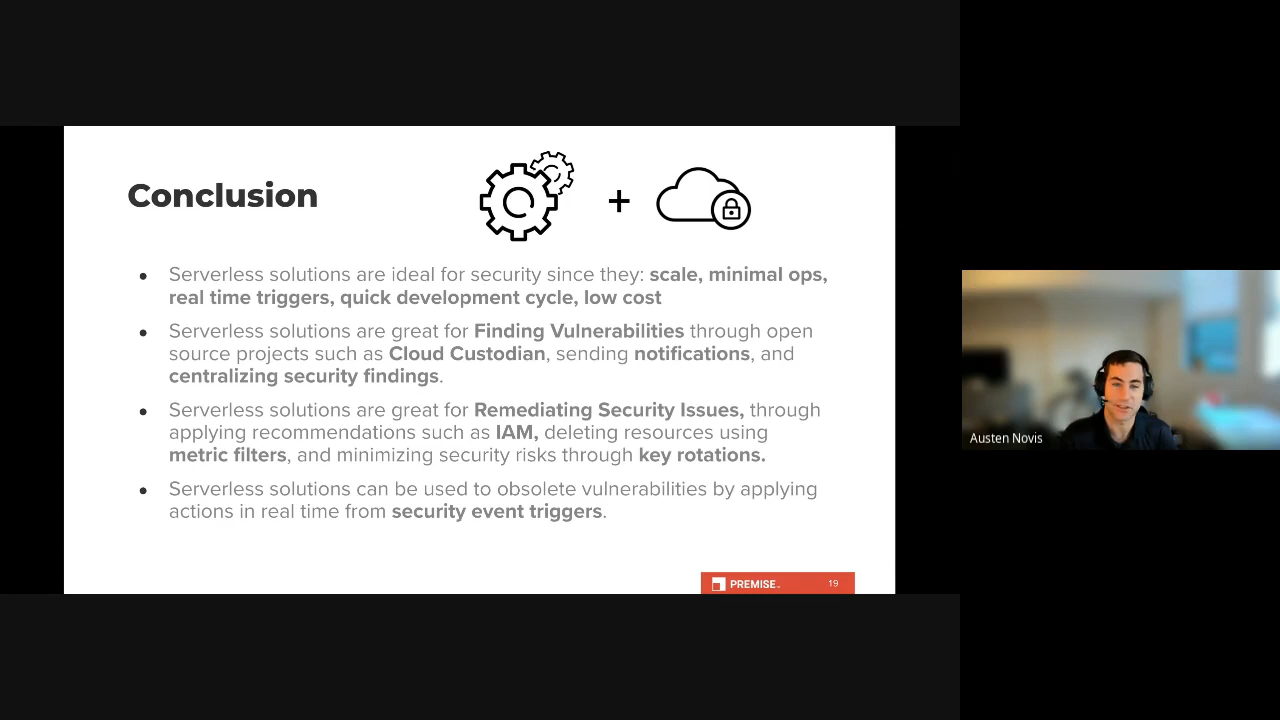 Conclusion
Serverless solutions are ideal for security since they: scale, minimal ops,
real time triggers, quick development cycle, low cost
Serverless solutions are great for Finding Vulnerabilities through open
source projects such as Cloud Custodian, sending notifications, and
centralizing security findings.
Serverless solutions are great for Remediating Security Issues, through
applying recommendations such as IAM, deleting resources using
metric filters, and minimizing security risks through key rotations.
Serverless solutions can be used to obsolete vulnerabilities by applying
actions in real time from security event triggers.
PREMISE 19
Austen Novis